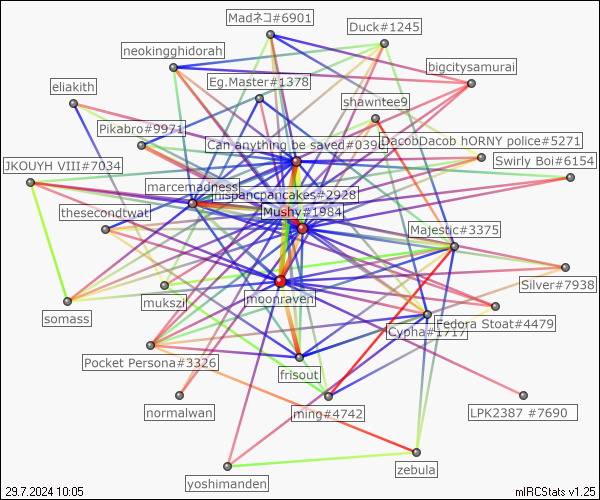 Madネコ#6901
Duck#1245
neokingghidorah
bigcitysamurai
Eg.Master#1378
eliakith
shawntee9
Pikabro#9971
Can anything be saved#0390
DacobDacob hORNY police#5271
JKOUYH VIII#7034
Swirly Boi#6154
marcemadness
hispancpancakes#2928
thesecondtwat
Mushy#1984
Majestic#3375
Silver#7938
mukszi
moonraven
somass
Cypha#1717
Fedora Stoat#4479
Pocket Persona#3326
frisout
normalwan
ming#4742
LPK2387 #7690
zebula
yoshimanden
29.7.2024 10:05
mIRCStats v1.25